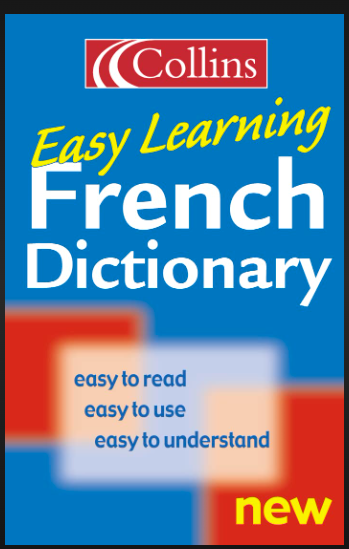 Collins
Easy Learning
French
Dictionary
easy to read
easy to use
easy to understand
new